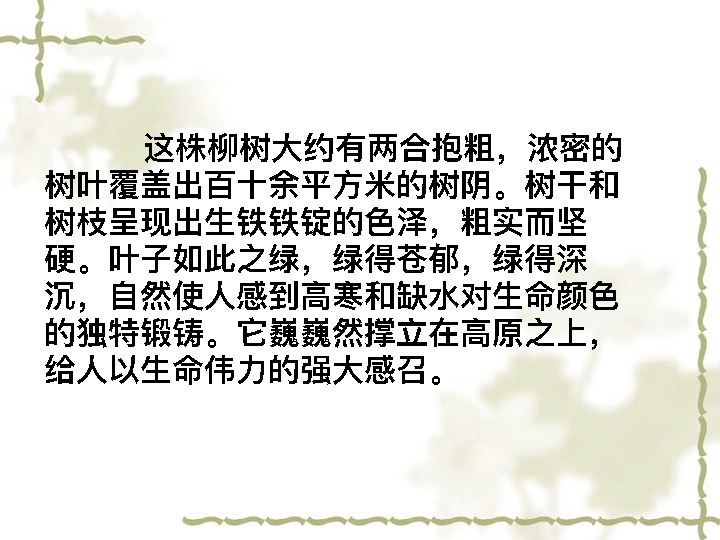 这株柳树大约有两合抱粗，浓密的
树叶覆盖出百十余平方米的树阴。树干和
树枝呈现出生铁铁锭的色泽，粗实而坚
硬。叶子如此之绿，绿得苍郁，绿得深
沉，自然使人感到高寒和缺水对生命颜色
的独特锻铸。它巍巍然撑立在高原之上，
给人以生命伟力的强大感召。